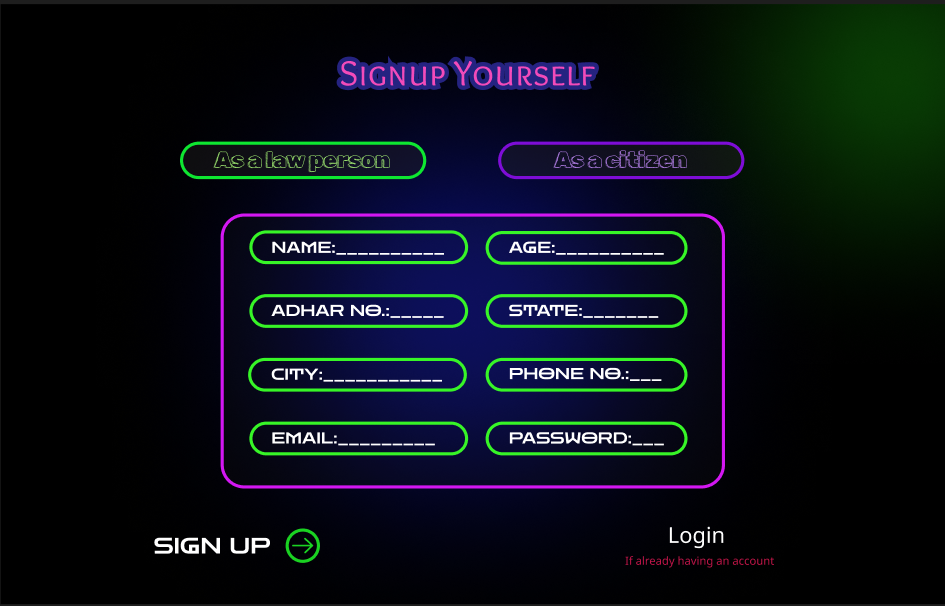 Signup Yourself
As a law person
As a citizen
NAME:__________
AGE:__________
ADHAR NO.:_____
STATE:_______
CITY:___________
PHONE NO.:___
EMAIL:_________
PASSWORD:___
SIGN UP
Login
If already having an account